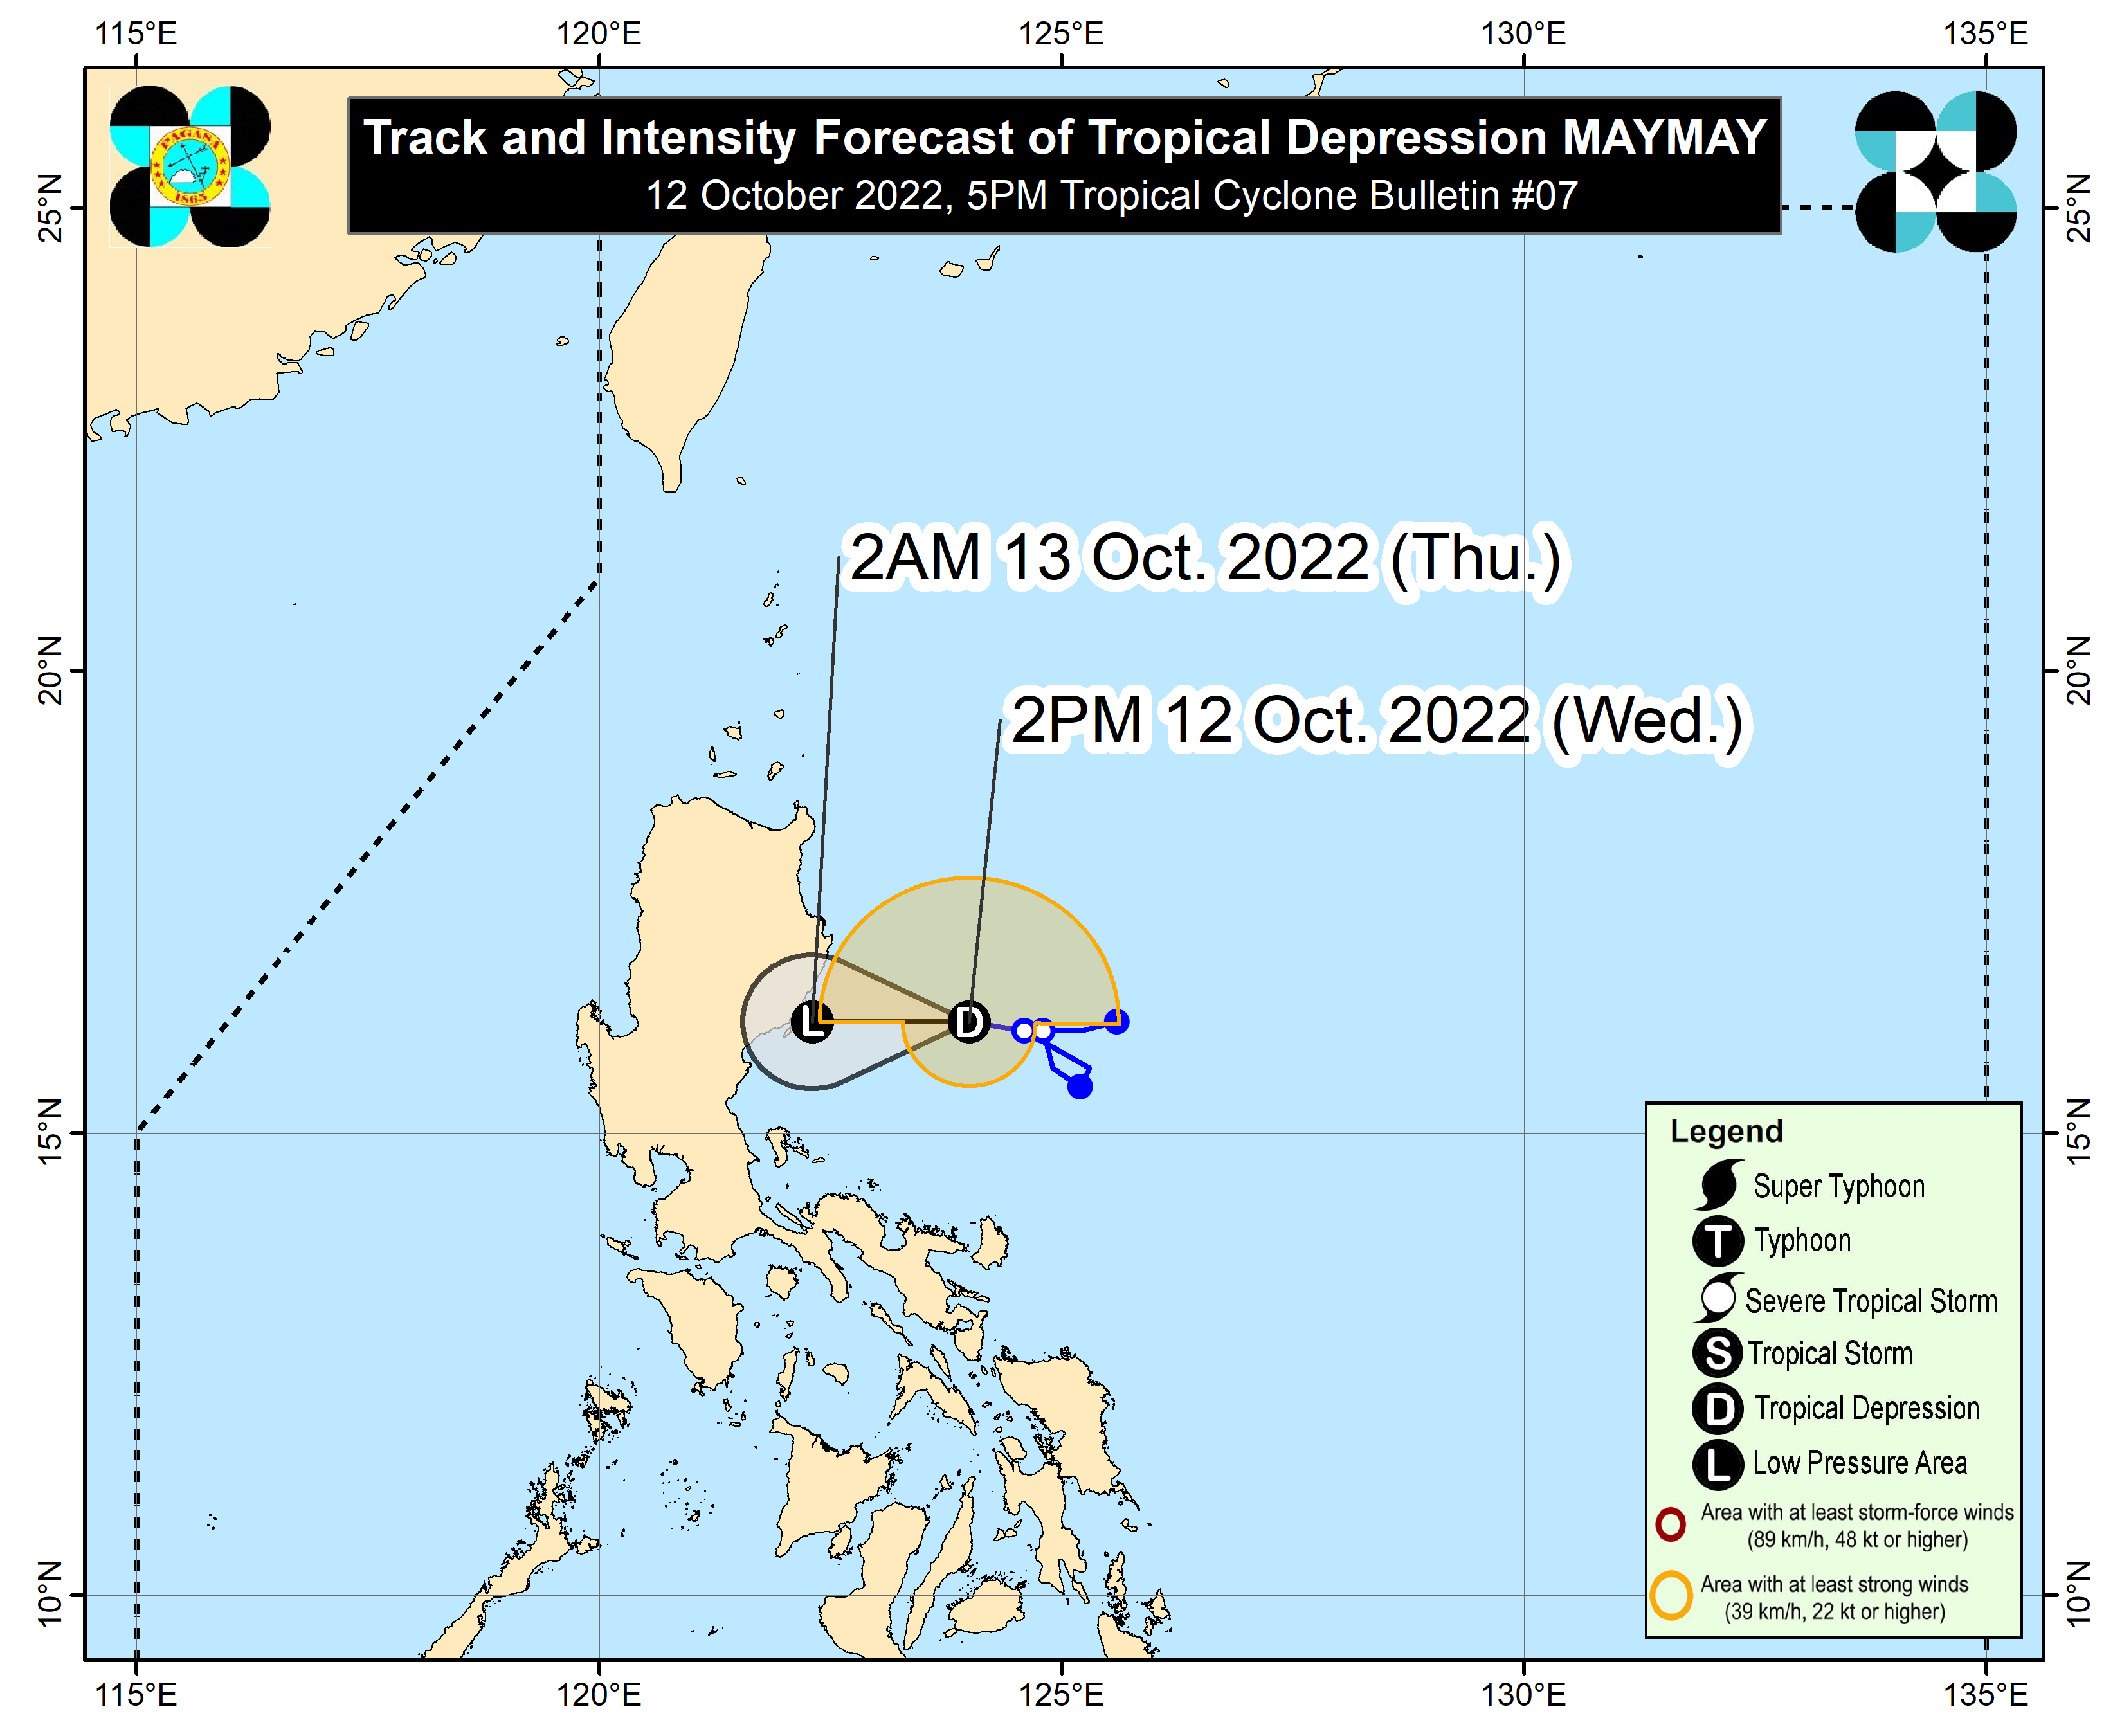 115°E 120°E 125°E 130°E 135°E
PAGASA
1865
Track and Intensity Forecast of Tropical Depression MAYMAY
12 October 2022, 5PM Tropical Cyclone Bulletin #07
25°N 25°N
2AM 13 Oct. 2022 (Thu.)
20°N 20°N
2PM 12 Oct. 2022 (Wed.)
L D
15°N 15°N
Legend
Super Typhoon
T Typhoon
Severe Tropical Storm
S Tropical Storm
D Tropical Depression
L Low Pressure Area
Area with at least storm-force winds
(89 km/h, 48 kt or higher)
Area with at least strong winds
(39 km/h, 22 kt or higher)
10°N 10°N
115°E 120°E 125°E 130°E 135°E